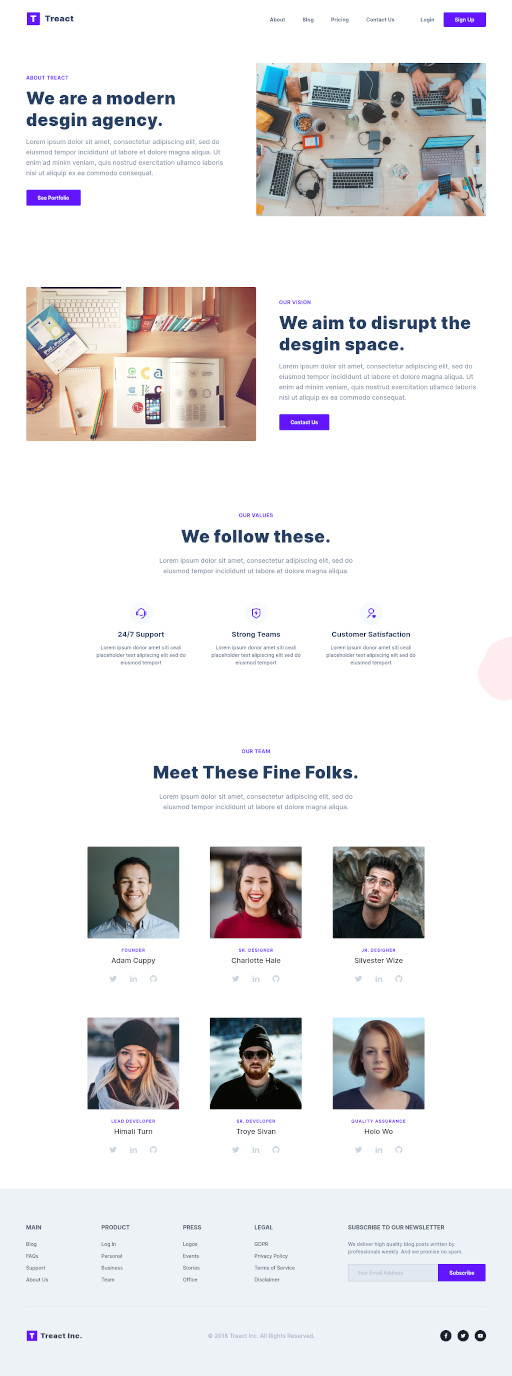 Treact
About
Blog
Pricing
Contact Us
Login
Sign Up
ABOUT TREACT
We are a modern
desgin agency.
Lorem ipsum dolor sit amet, consectetur adipiscing elit, sed do
eiusmod tempor incididunt ut labore et dolore magna aliqua. Ut
enim ad minim veniam, quis nostrud exercitation ullamco laboris
nisi ut aliquip ex ea commodo consequat.
See Portfolio
OUR VISION
We aim to disrupt the
desgin space.
Lorem ipsum dolor sit amet, consectetur adipiscing elit, sed do
eiusmod tempor incididunt ut labore et dolore magna aliqua. Ut
enim ad minim veniam, quis nostrud exercitation ullamco laboris
nisi ut aliquip ex ea commodo consequat.
Contact Us
OUR VALUES
We follow these.
Lorem ipsum dolor sit amet, consectetur adipiscing elit, sed do
eiusmod tempor incididunt ut labore et dolore magna aliqua.
24/7 Support
Lorem ipsum donor amet siti ceali
placeholder text alipiscing elit sed do
eiusmod temport
Strong Teams
Lorem ipsum donor amet siti ceali
placeholder text alipiscing elit sed do
eiusmod temport
Customer Satisfaction
Lorem ipsum donor amet siti ceali
placeholder text alipiscing elit sed do
eiusmod temport
OUR TEAM
Meet These Fine Folks.
Lorem ipsum dolor sit amet, consectetur adipiscing elit, sed do
eiusmod tempor incididunt ut labore et dolore magna aliqua.
FOUNDER
Adam Cuppy
SR. DESIGNER
Charlotte Hale
JR. DESIGNER
Silvester Wize
LEAD DEVELOPER
Himali Turn
SR. DEVELOPER
Troye Sivan
QUALITY ASSURANCE
Holo Wo
MAIN
Blog
FAQs
Support
About Us
PRODUCT
Log In
Personal
Business
Team
PRESS
Logos
Events
Stories
Office
LEGAL
GDPR
Privacy Policy
Terms of Service
Disclaimer
SUBSCRIBE TO OUR NEWSLETTER
We deliver high quality blog posts written by
professionals weekly. And we promise no spam.
Your Email Address
Subscribe
Treact Inc.
© 2018 Treact Inc. All Rights Reserved.